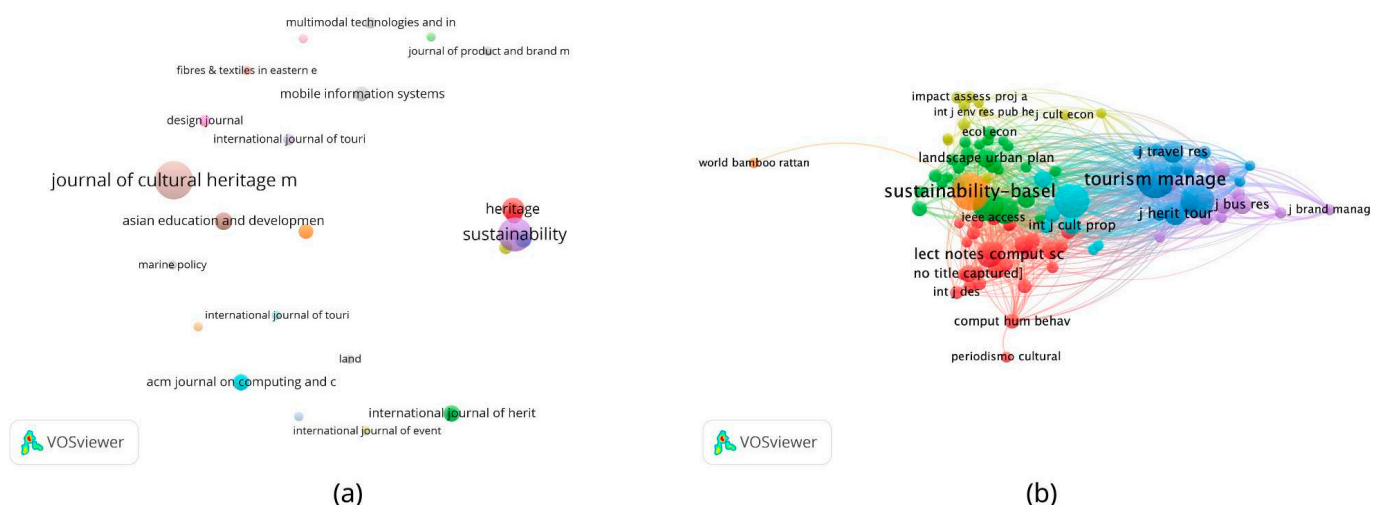 multimodal technologies and in
journal of product and brand m
fibres & textiles in eastern e
mobile information systems
design journal
international journal of touri
journal of cultural heritage m
asian education and developmen
heritage
sustainability
marine policy
international journal of touri
land
acm journal on computing and c
international journal of herit
international journal of event
VOSviewer
(a)
impact assess proj a
int j env res pub he
j cult econ
ecol econ
world bamboo rattan
landscape urban plan
j travel res
sustainability-basel
tourism manage
ieee access
int j cult prop
j herit tour
j bus res
j brand manag
lect notes comput sc
no title captured]
int j des
comput hum behav
periodismo cultural
VOSviewer
(b)